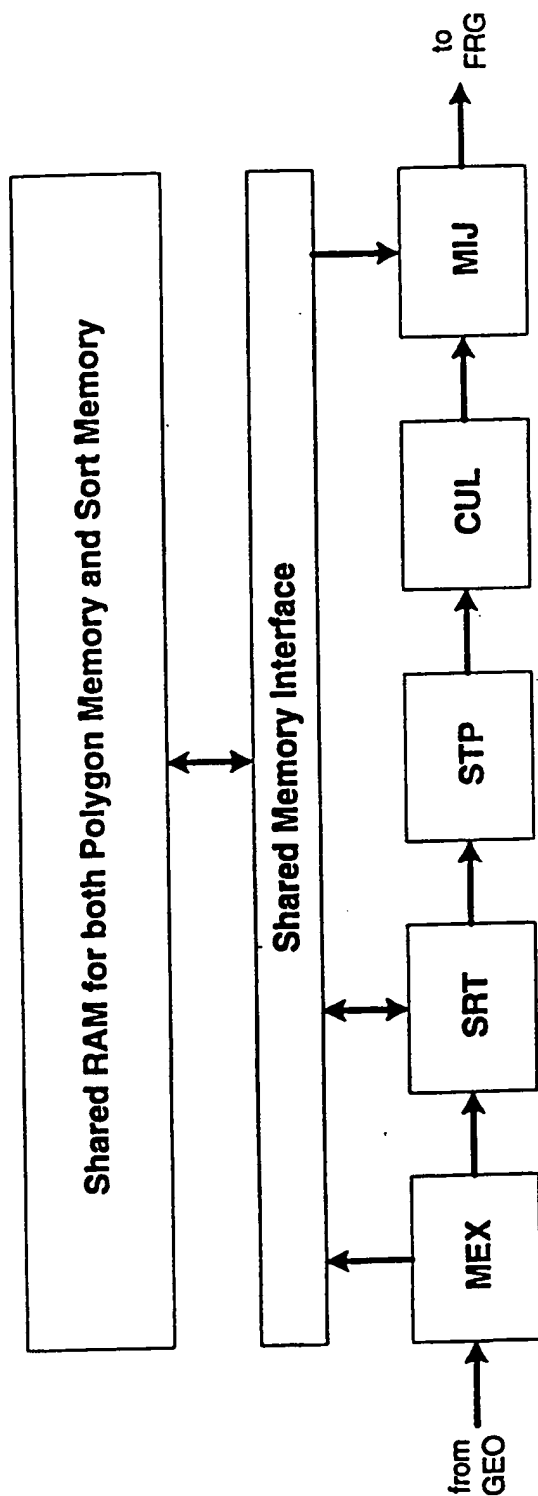 Shared RAM for both Polygon Memory and Sort Memory
Shared Memory Interface
from
GEO
MEX
SRT
STP
CUL
MIJ
to
FRG